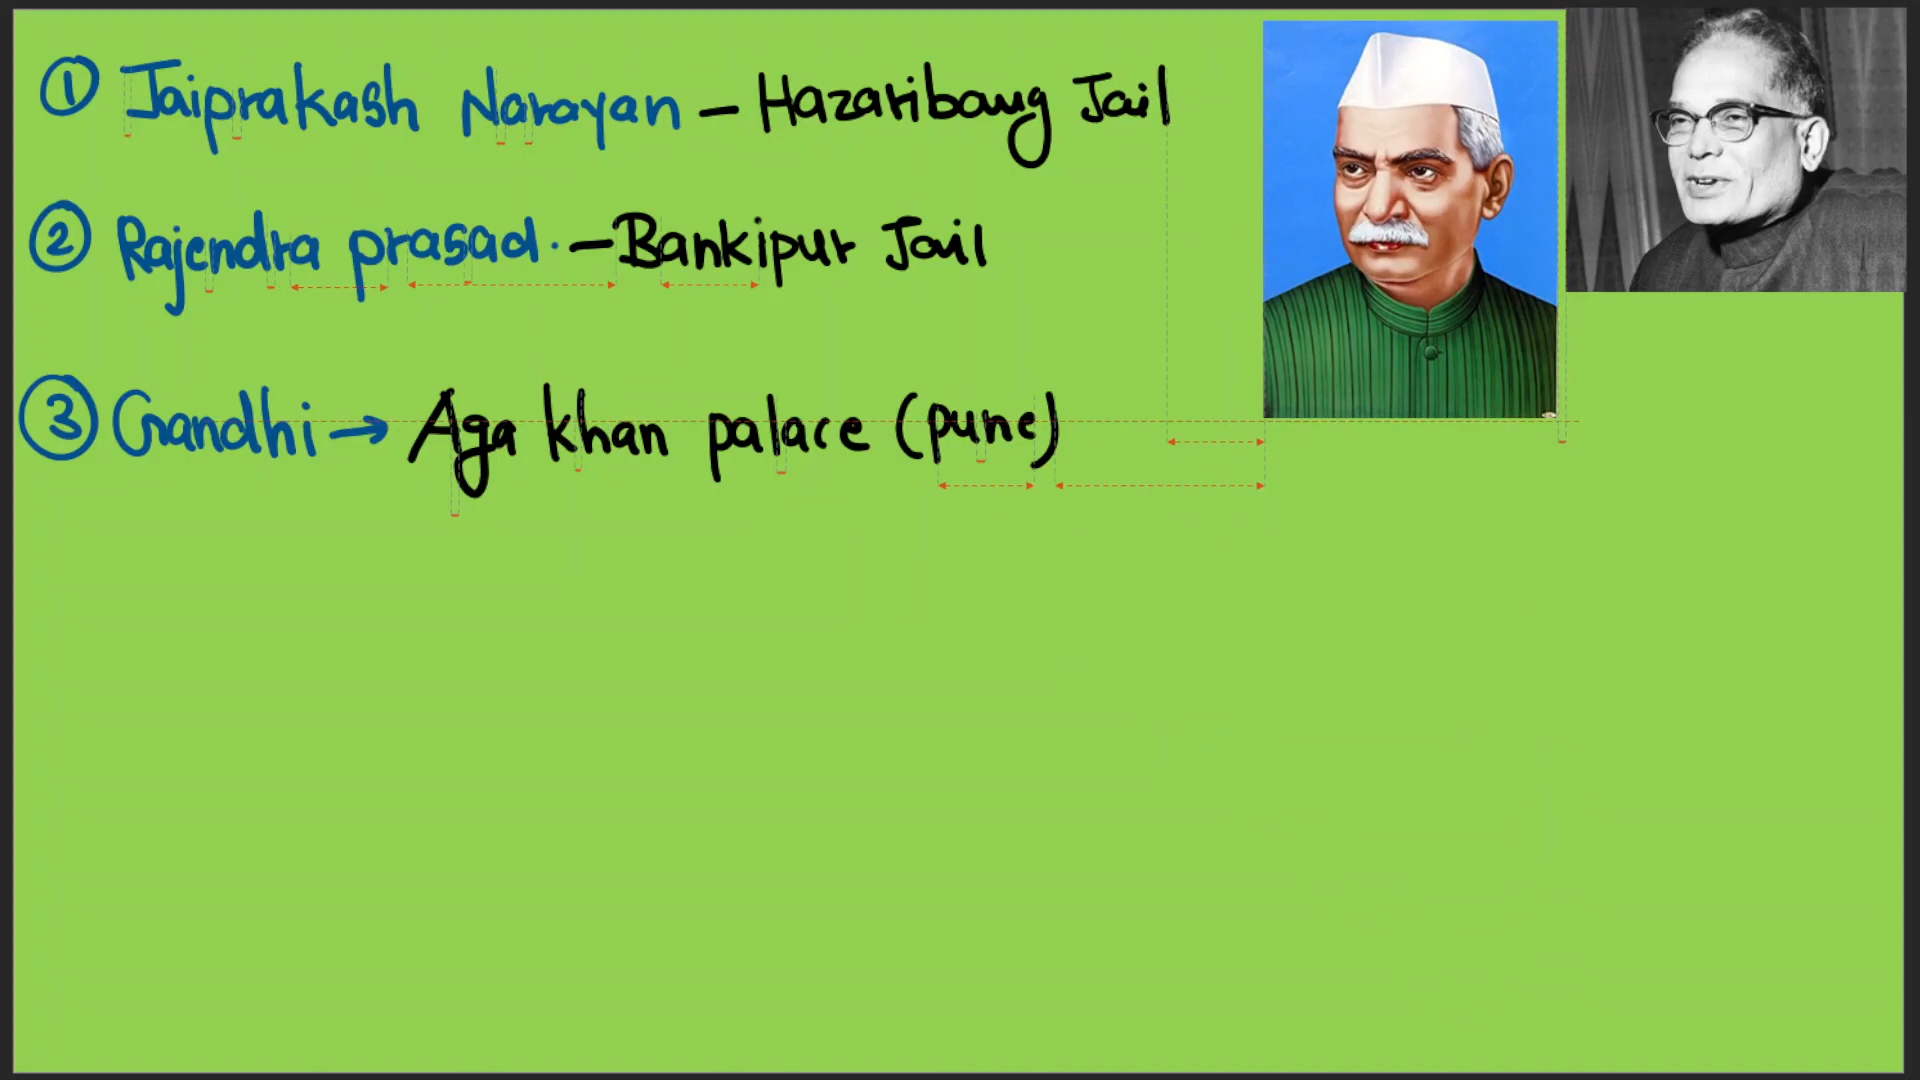 ① Jaiprakash Narayan - Hazaribaug Jail
② Rajendra prasad. - Bankipur Jail
③ Gandhi → Aga khan palace (pune)